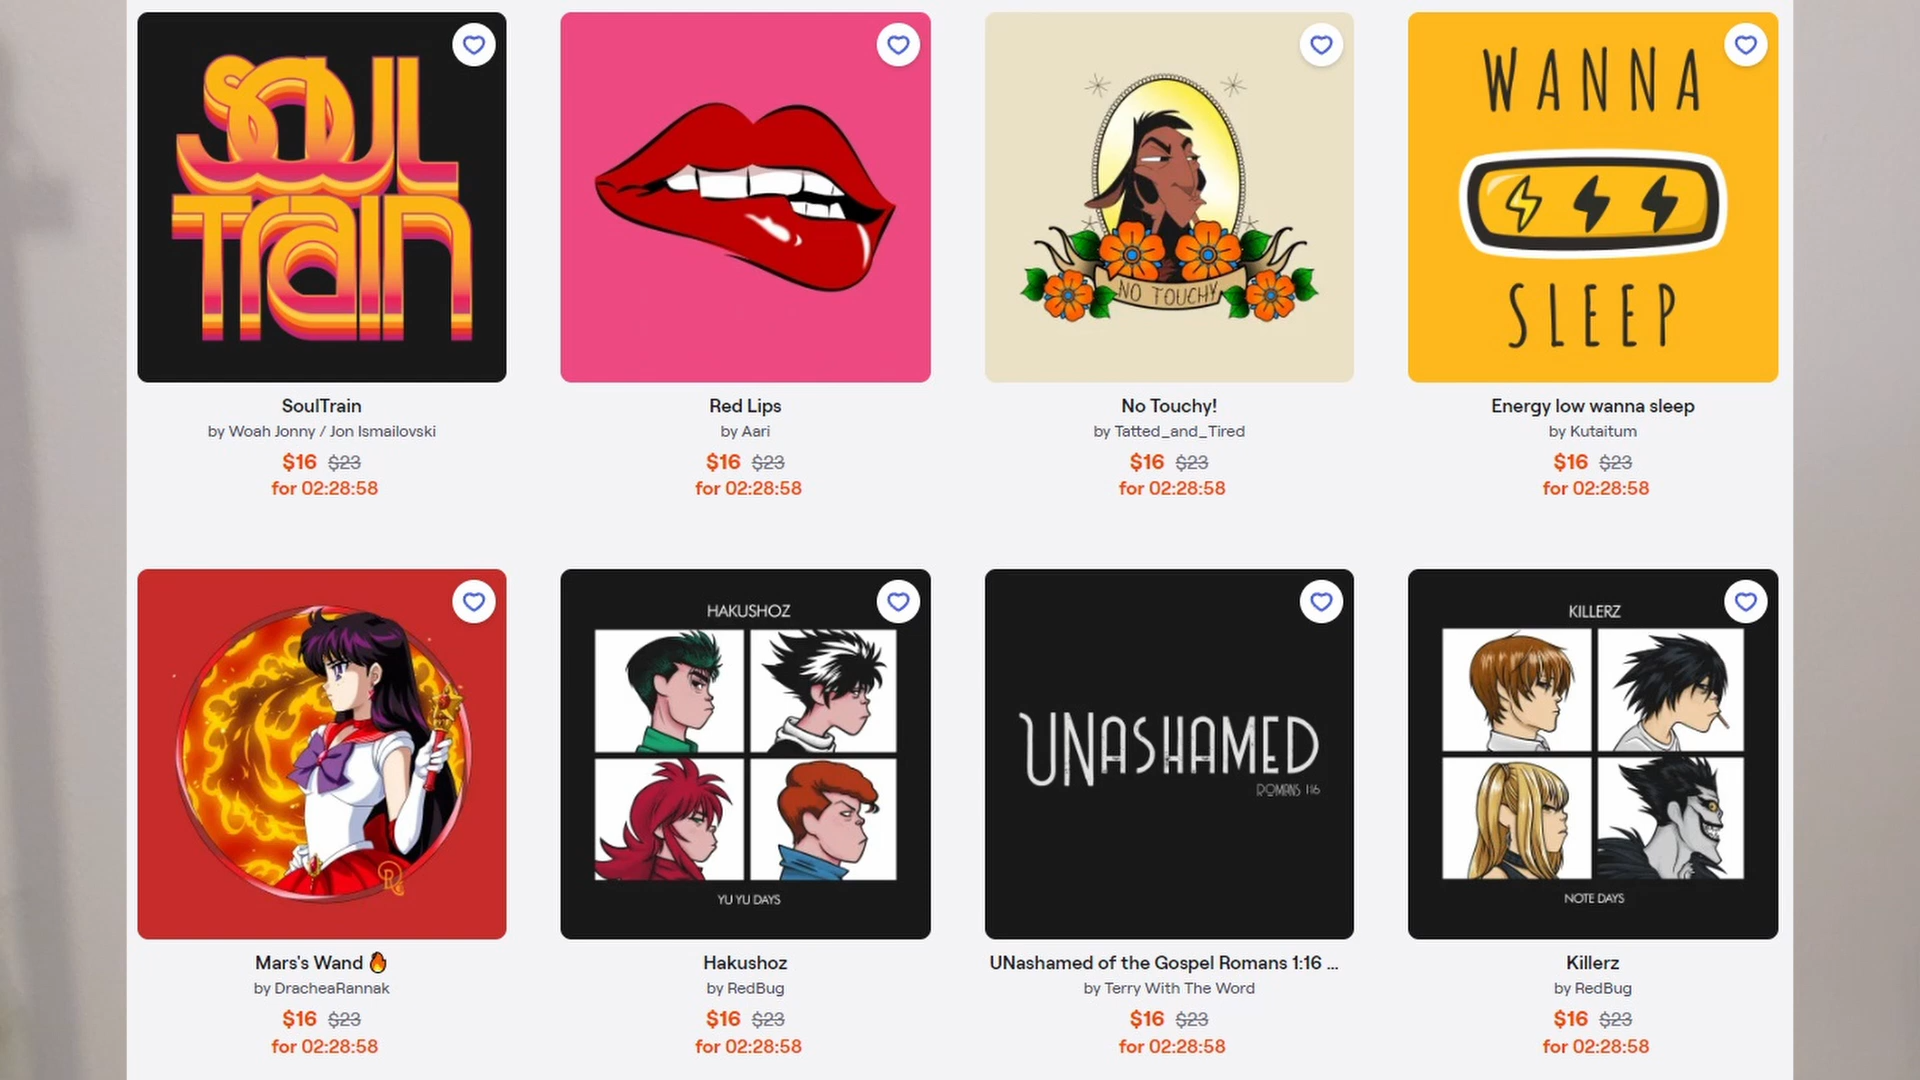 SOUL
TRAIN
SoulTrain
by Woah Jonny / Jon Ismailovski
$16 $23
for 02:28:58
Red Lips
by Aari
$16 $23
for 02:28:58
NO TOUCHY
No Touchy!
by Tatted_and_Tired
$16 $23
for 02:28:58
WANNA
SLEEP
Energy low wanna sleep
by Kutaitum
$16 $23
for 02:28:58
Mars's Wand 🔥
by DracheaRannak
$16 $23
for 02:28:58
HAKUSHOZ
YU YU DAYS
Hakushoz
by RedBug
$16 $23
for 02:28:58
UNASHAMED
ROMANS 1:16
UNashamed of the Gospel Romans 1:16 ...
by Terry With The Word
$16 $23
for 02:28:58
KILLERZ
NOTE DAYS
Killerz
by RedBug
$16 $23
for 02:28:58